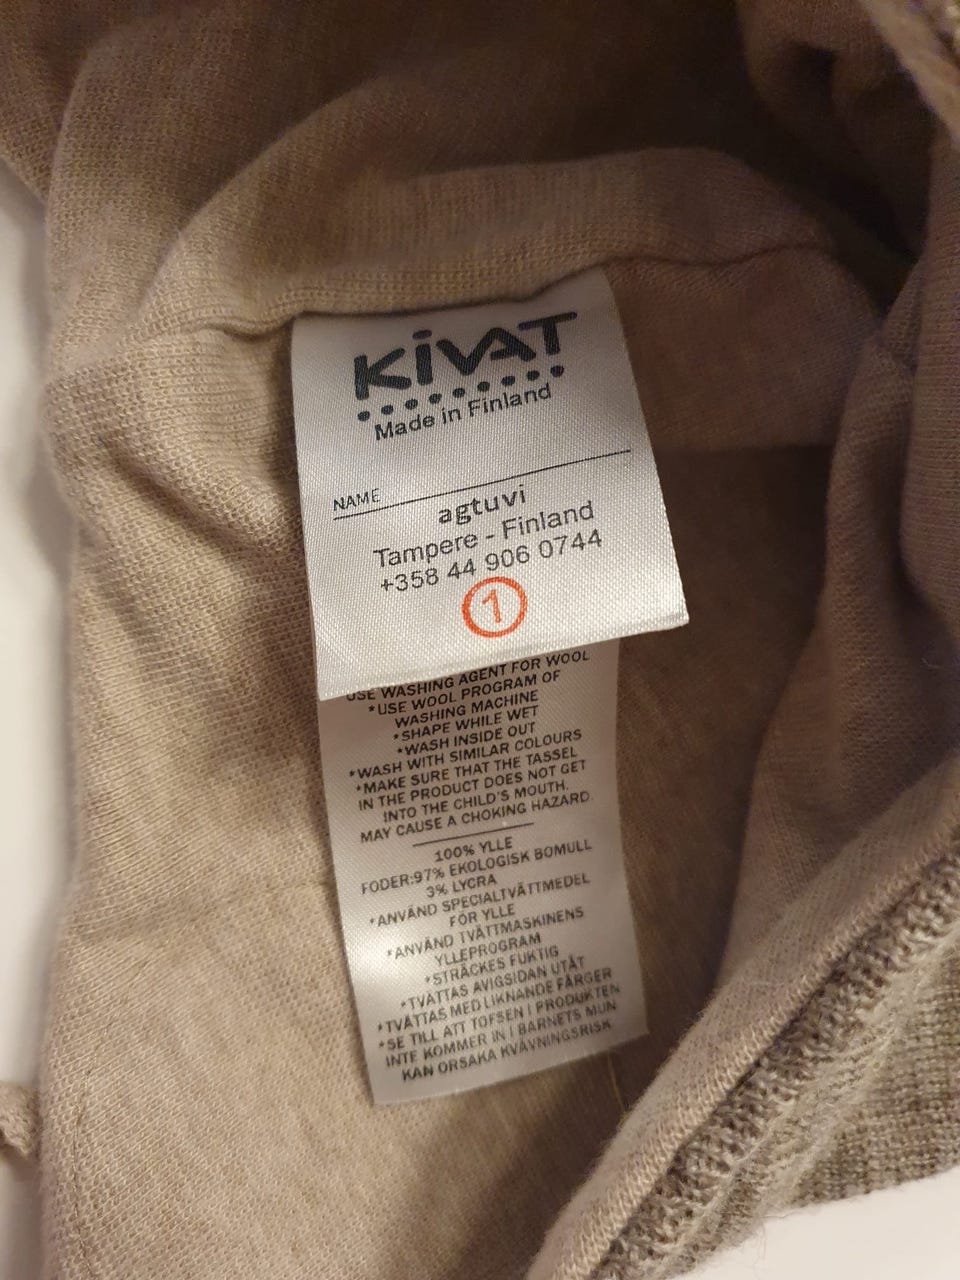 KiVAT
Made in Finland
NAME
agtuvi
Tampere - Finland
+358 44 906 0744
1
USE WASHING AGENT FOR WOOL
*USE WOOL PROGRAM OF
WASHING MACHINE
*SHAPE WHILE WET
*WASH INSIDE OUT
*WASH WITH SIMILAR COLOURS
*MAKE SURE THAT THE TASSEL
IN THE PRODUCT DOES NOT GET
INTO THE CHILD'S MOUTH.
MAY CAUSE A CHOKING HAZARD.
100% YLLE
FODER:97% EKOLOGISK BOMULL
3% LYCRA
*ANVÄND SPECIALTVÄTTMEDEL
FÖR YLLE
*ANVÄND TVÄTTMASKINENS
YLLEPROGRAM
*STRÄCKES FUKTIG
*TVÄTTAS AVIGSIDAN UTÅT
*TVÄTTAS MED LIKNANDE FÄRGER
*SE TILL ATT TOFSEN I PRODUKTEN
INTE KOMMER IN I BARNETS MUN
KAN ORSAKA KVÄVNINGSRISK